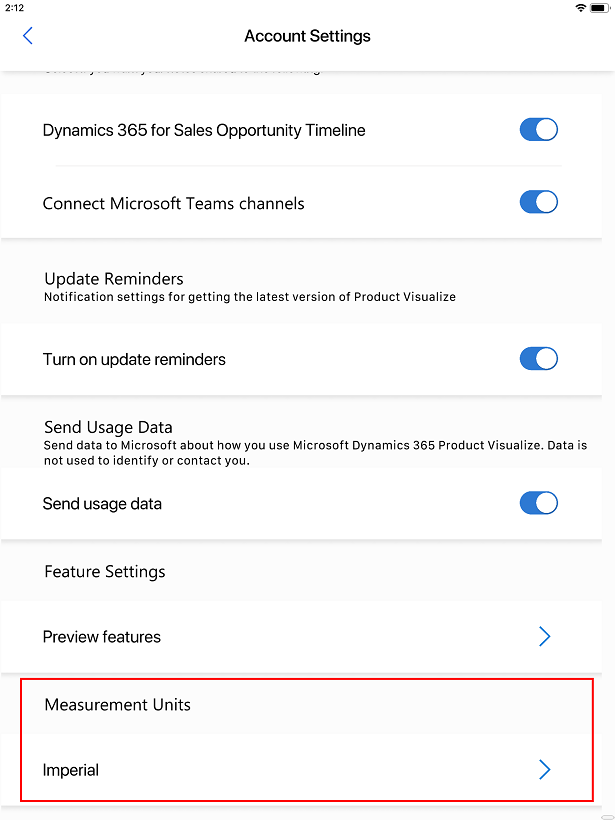 2:12
Account Settings
Dynamics 365 for Sales Opportunity Timeline
Connect Microsoft Teams channels
Update Reminders
Notification settings for getting the latest version of Product Visualize
Turn on update reminders
Send Usage Data
Send data to Microsoft about how you use Microsoft Dynamics 365 Product Visualize. Data is
not used to identify or contact you.
Send usage data
Feature Settings
Preview features
Measurement Units
Imperial